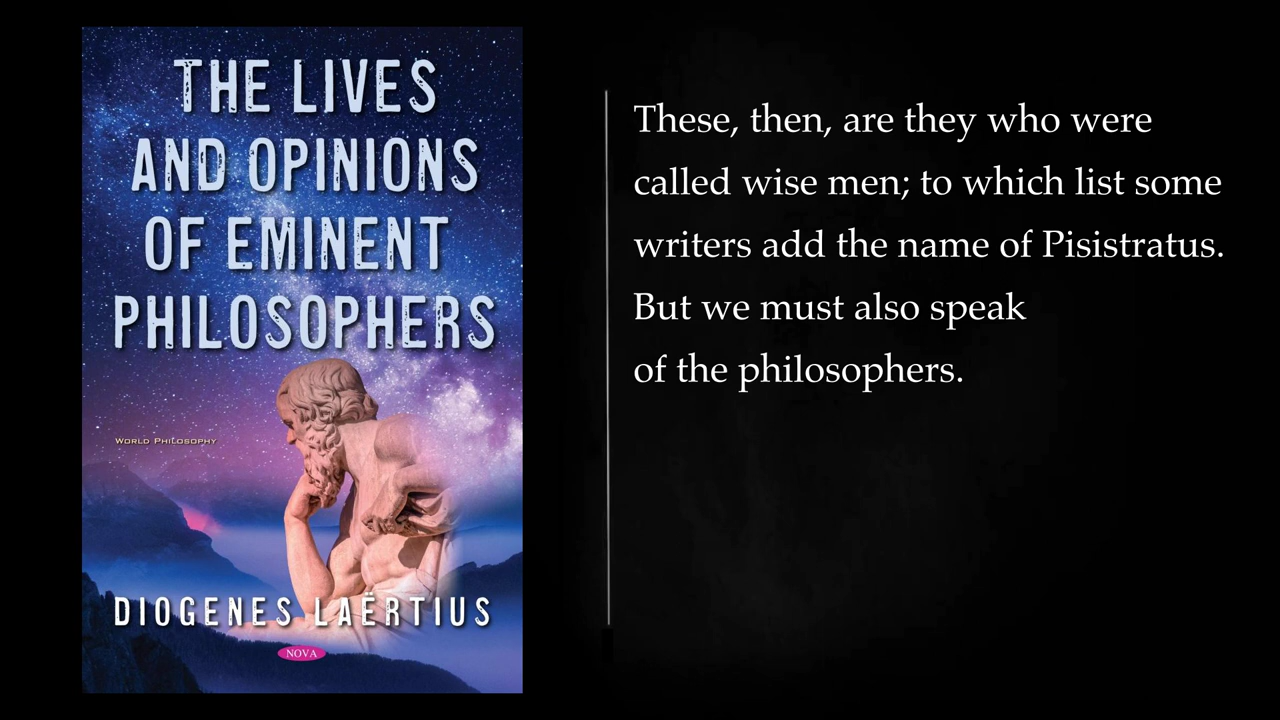 THE LIVES
AND OPINIONS
OF EMINENT
PHILOSOPHERS
WORLD PHILOSOPHY
DIOGENES LAËRTIUS
NOVA
These, then, are they who were
called wise men; to which list some
writers add the name of Pisistratus.
But we must also speak
of the philosophers.